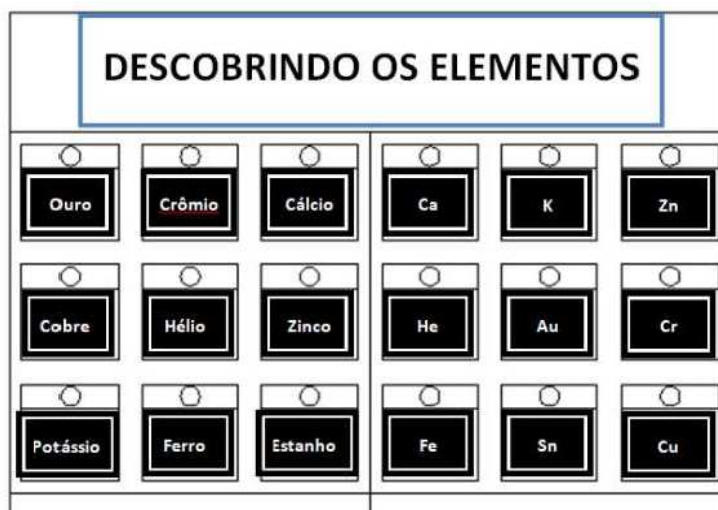 DESCOBRINDO OS ELEMENTOS
Ouro Crômio Cálcio Ca K Zn
Cobre Hélio Zinco He Au Cr
Potássio Ferro Estanho Fe Sn Cu